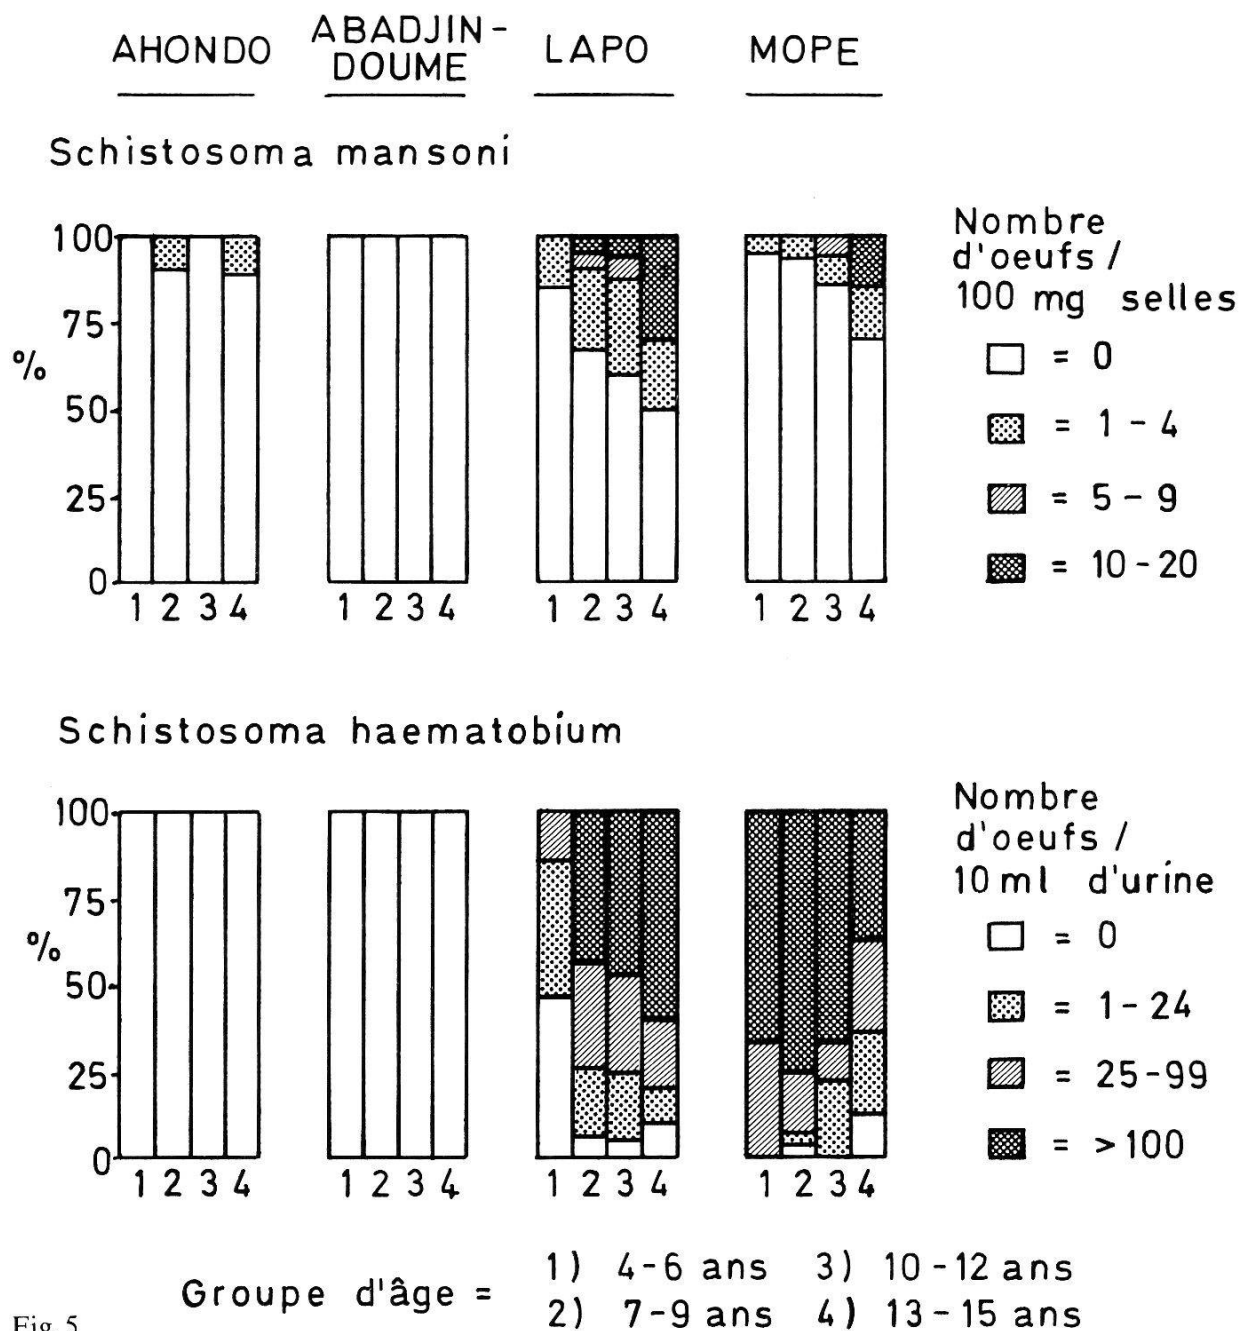 AHONDO
ABADJIN-
DOUME
LAPO
MOPE
Schistosoma mansoni
100
75
%
50
25
0
1 2 3 4
1 2 3 4
1 2 3 4
1 2 3 4
Nombre
d'oeufs /
100 mg selles
= 0
= 1 - 4
= 5 - 9
= 10 - 20
Schistosoma haematobium
100
75
%
50
25
0
1 2 3 4
1 2 3 4
1 2 3 4
1 2 3 4
Nombre
d'oeufs /
10 ml d'urine
= 0
= 1 - 24
= 25 - 99
= > 100
Groupe d'âge =
1) 4 - 6 ans 3) 10 - 12 ans
2) 7 - 9 ans 4) 13 - 15 ans
Fig. 5